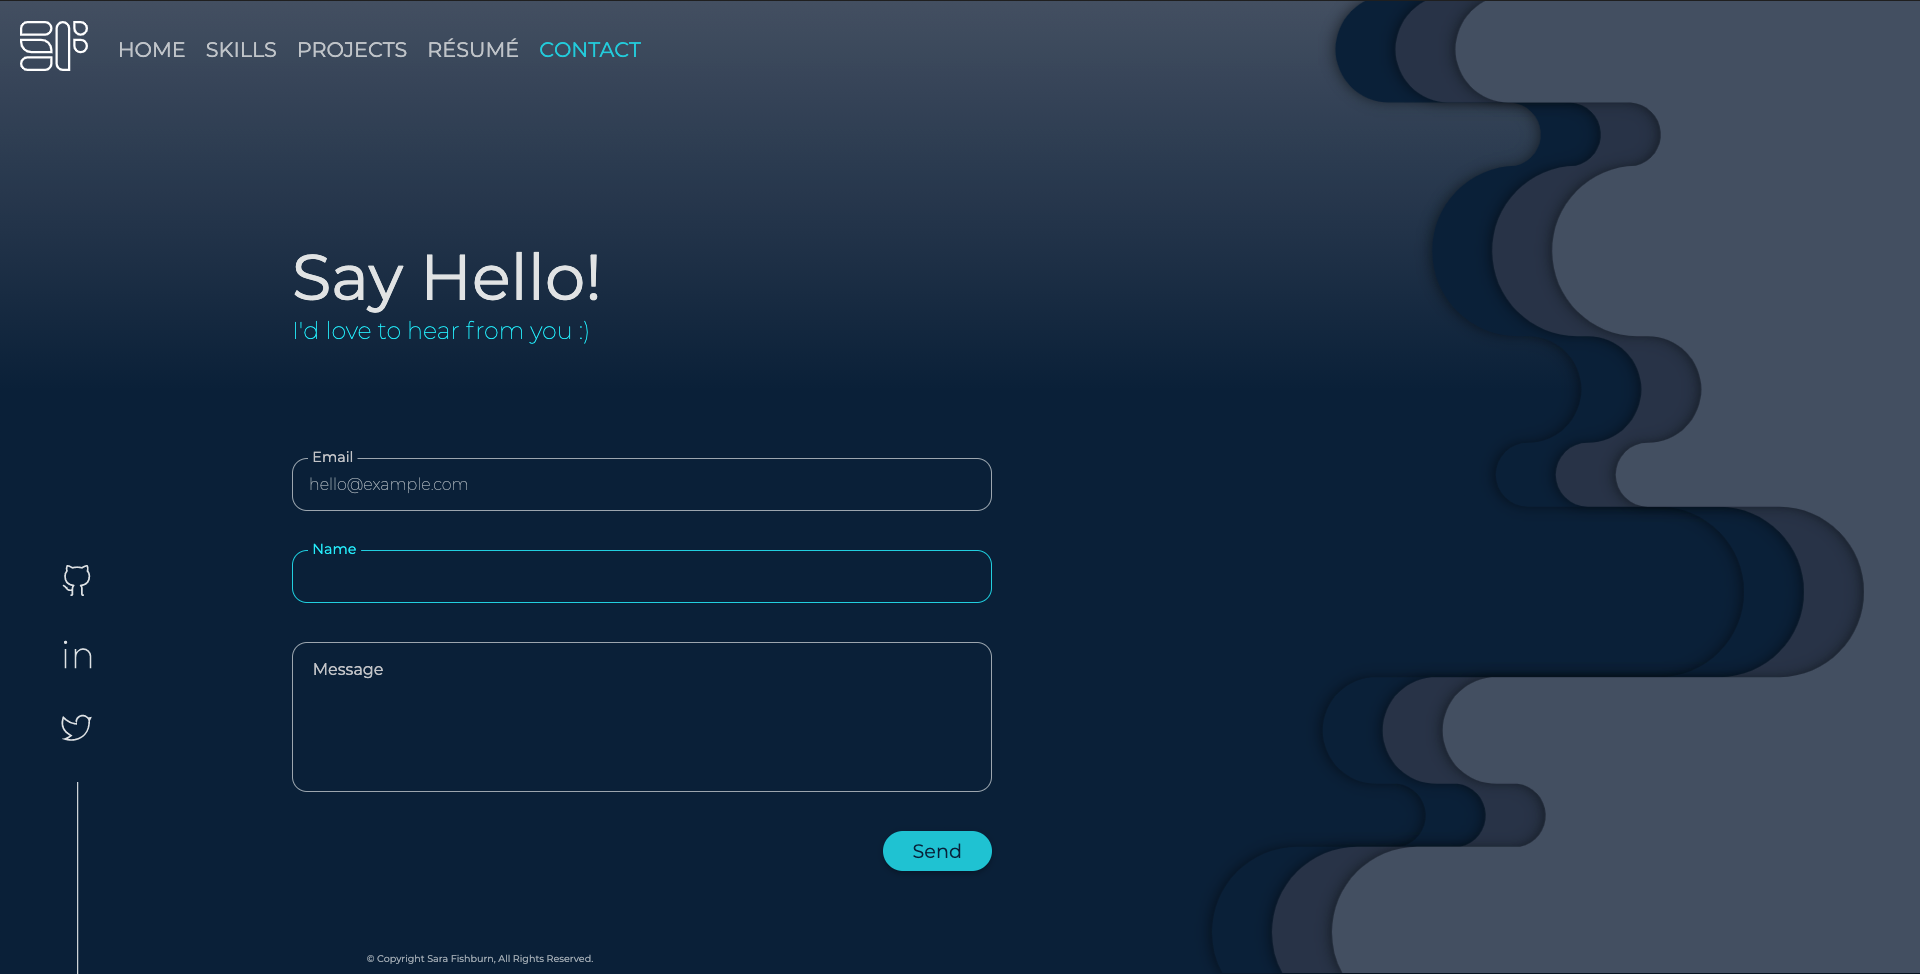 HOME SKILLS PROJECTS RÉSUMÉ CONTACT
Say Hello!
I'd love to hear from you :)
Email
hello@example.com
Name
Message
in
Send
© Copyright Sara Fishburn, All Rights Reserved.